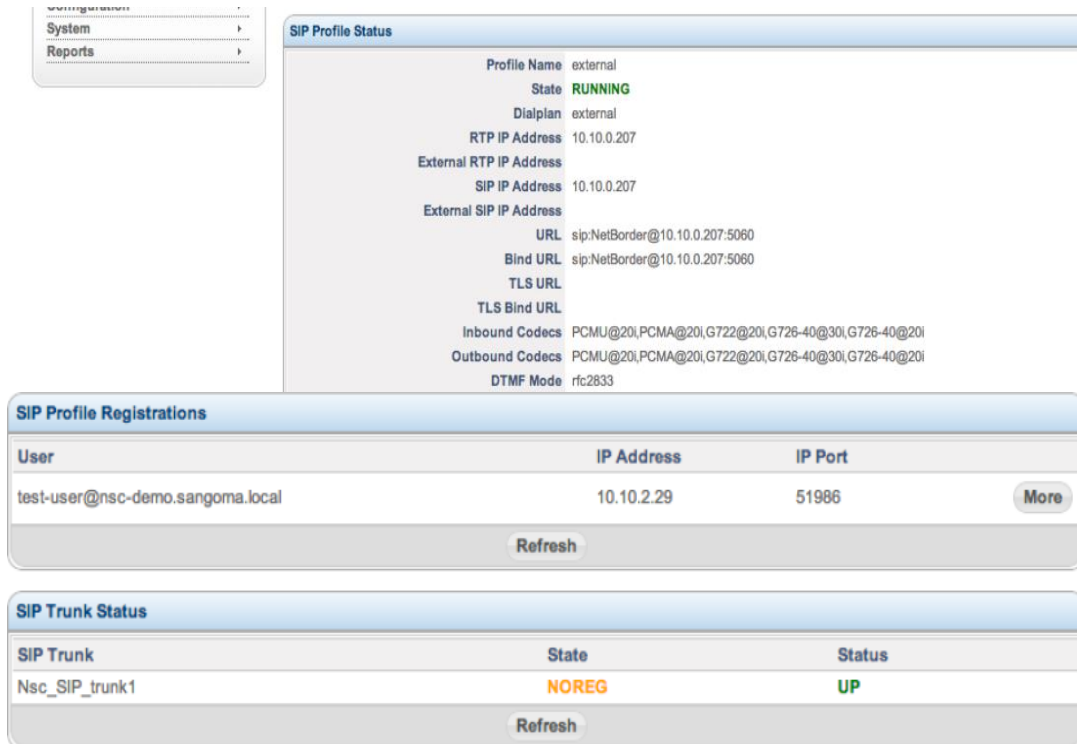 Configuration
System
Reports
SIP Profile Status
Profile Name external
State RUNNING
Dialplan external
RTP IP Address 10.10.0.207
External RTP IP Address
SIP IP Address 10.10.0.207
External SIP IP Address
URL sip:NetBorder@10.10.0.207:5060
Bind URL sip:NetBorder@10.10.0.207:5060
TLS URL
TLS Bind URL
Inbound Codecs PCMU@20i,PCMA@20i,G722@20i,G726-40@30i,G726-40@20i
Outbound Codecs PCMU@20i,PCMA@20i,G722@20i,G726-40@30i,G726-40@20i
DTMF Mode rfc2833
SIP Profile Registrations
User IP Address IP Port
test-user@nsc-demo.sangoma.local 10.10.2.29 51986 More
Refresh
SIP Trunk Status
SIP Trunk State Status
Nsc_SIP_trunk1 NOREG UP
Refresh